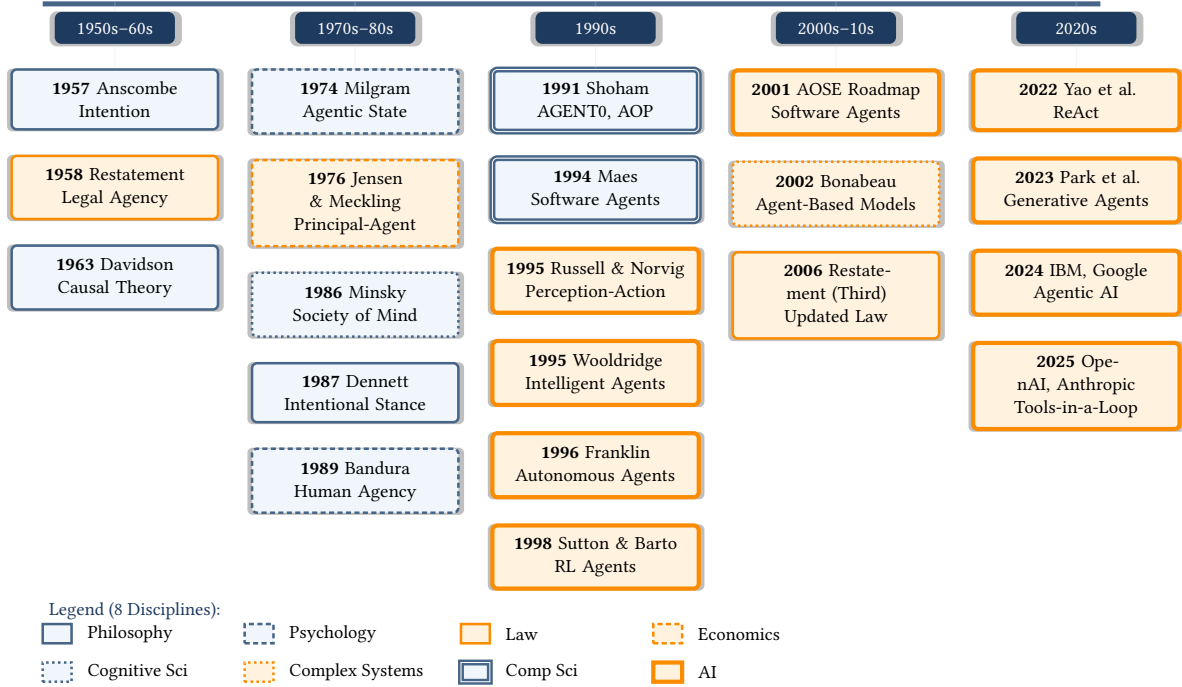 1950s–60s
1970s–80s
1990s
2000s–10s
2020s
1957 Anscombe
Intention
1958 Restatement
Legal Agency
1963 Davidson
Causal Theory
1974 Milgram
Agentic State
1976 Jensen
& Meckling
Principal-Agent
1986 Minsky
Society of Mind
1987 Dennett
Intentional Stance
1989 Bandura
Human Agency
1991 Shoham
AGENT0, AOP
1994 Maes
Software Agents
1995 Russell & Norvig
Perception-Action
1995 Wooldridge
Intelligent Agents
1996 Franklin
Autonomous Agents
1998 Sutton & Barto
RL Agents
2001 AOSE Roadmap
Software Agents
2002 Bonabeau
Agent-Based Models
2006 Restate-
ment (Third)
Updated Law
2022 Yao et al.
ReAct
2023 Park et al.
Generative Agents
2024 IBM, Google
Agentic AI
2025 Ope-
nAI, Anthropic
Tools-in-a-Loop
Legend (8 Disciplines):
Philosophy
Psychology
Law
Economics
Cognitive Sci
Complex Systems
Comp Sci
AI